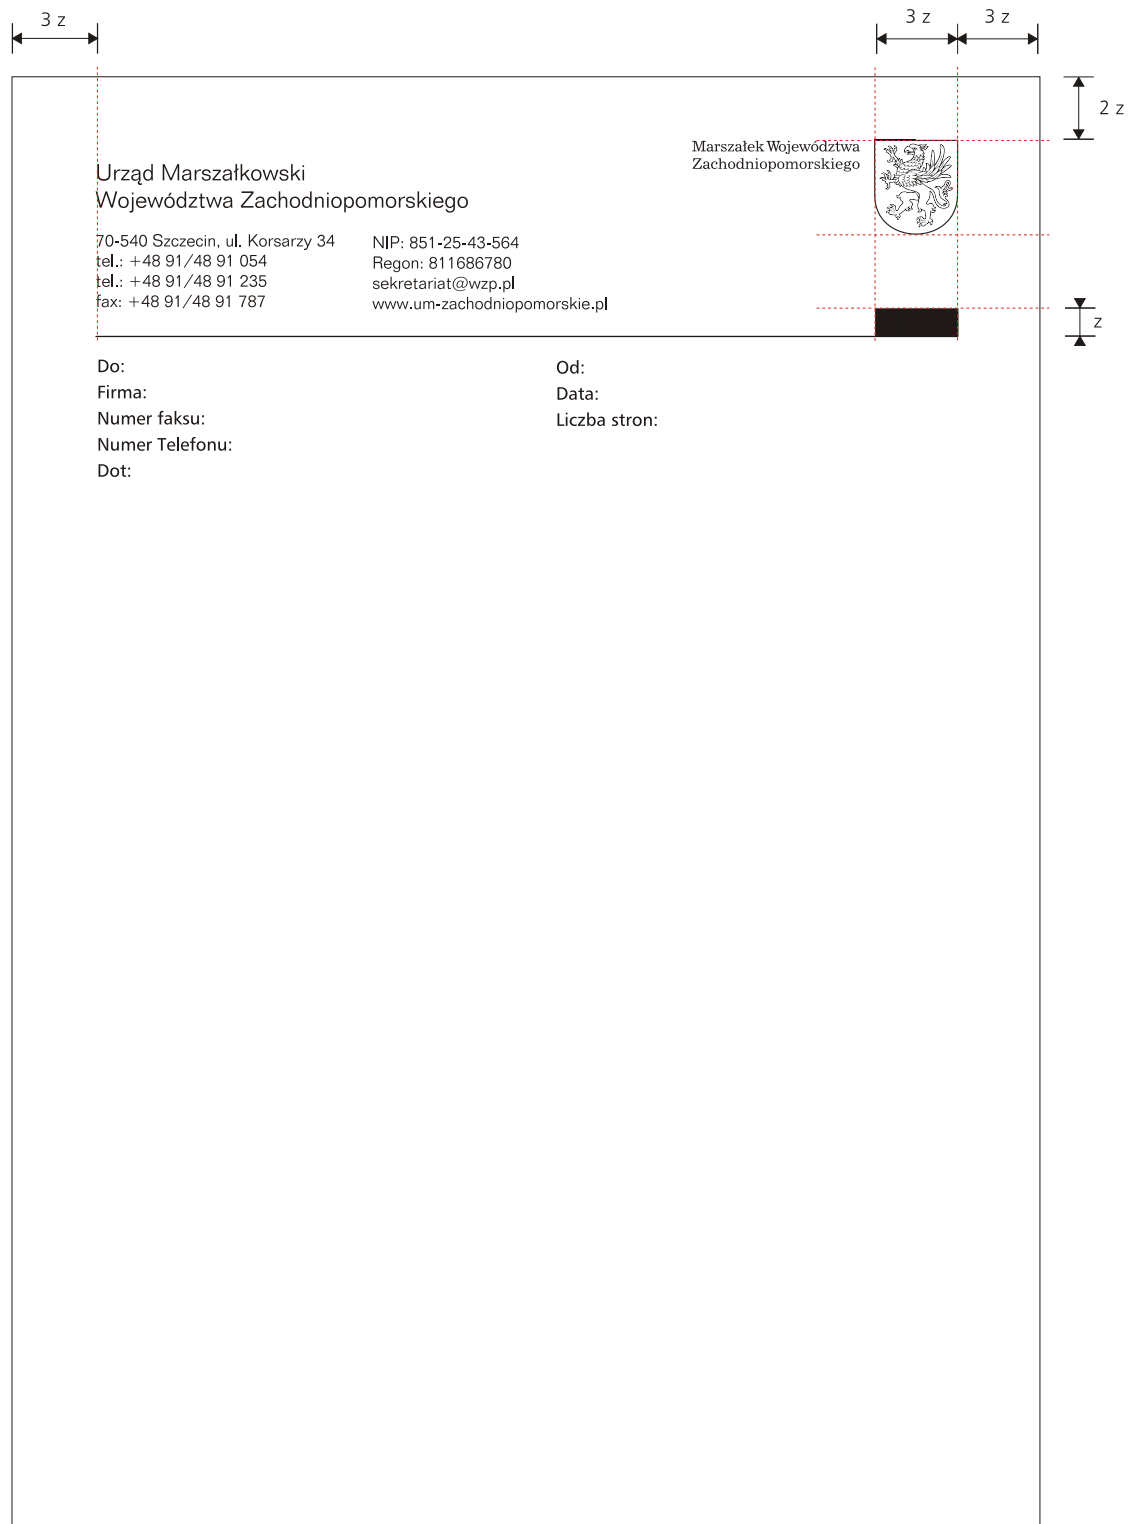 3 z
3 z
3 z
2 z
Marszałek Województwa
Zachodniopomorskiego
Urząd Marszałkowski
Województwa Zachodniopomorskiego
70-540 Szczecin, ul. Korsarzy 34
tel.: +48 91/48 91 054
tel.: +48 91/48 91 235
fax: +48 91/48 91 787
NIP: 851-25-43-564
Regon: 811686780
sekretariat@wzp.pl
www.um-zachodniopomorskie.pl
z
Do:
Firma:
Numer faksu:
Numer Telefonu:
Dot:
Od:
Data:
Liczba stron: